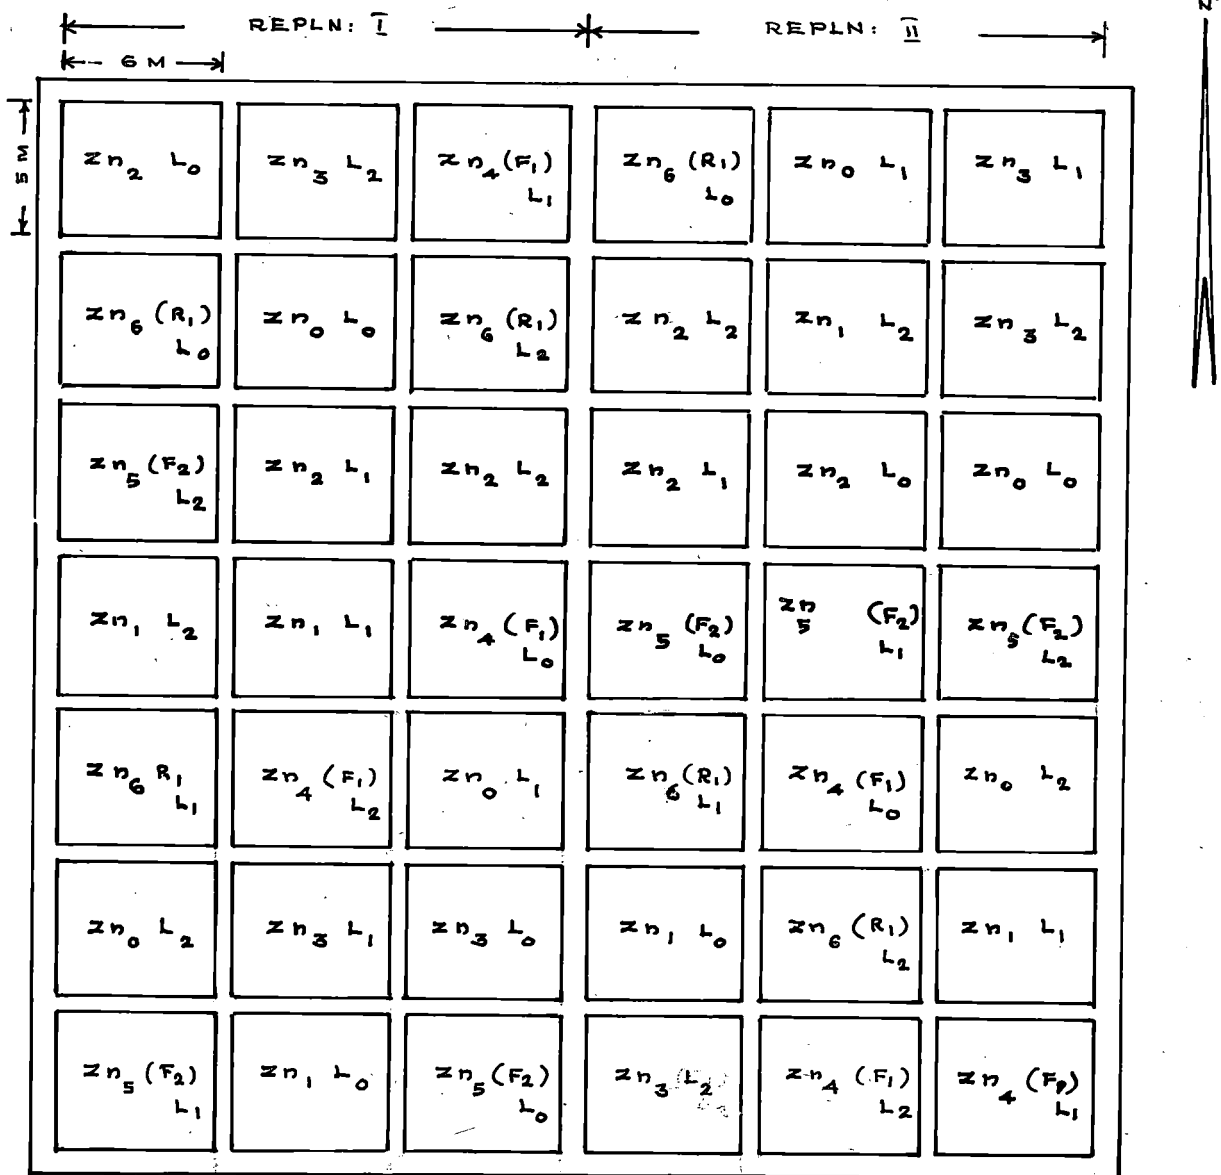 REPLN: I REPLN: II N
6 M
5 M
Zn₂ L₀ Zn₃ L₂ Zn₄ (F₁) Zn₆ (R₁) Zn₀ L₁ Zn₃ L₁
L₁ L₀
Zn₆ (R₁) Zn₀ L₀ Zn₆ (R₁) Zn₂ L₂ Zn₁ L₂ Zn₃ L₂
L₀ L₂
Zn₅ (F₂) Zn₂ L₁ Zn₂ L₂ Zn₂ L₁ Zn₂ L₀ Zn₀ L₀
L₂
Zn₁ L₂ Zn₁ L₁ Zn₄ (F₁) Zn₅ (F₂) Zn₅ (F₂) Zn₅ (F₂)
L₀ L₀ L₁ L₂
Zn₆ R₁ Zn₄ (F₁) Zn₀ L₁ Zn₆ (R₁) Zn₄ (F₁) Zn₀ L₂
L₁ L₂ L₁ L₀
Zn₀ L₂ Zn₃ L₁ Zn₃ L₀ Zn₁ L₀ Zn₆ (R₁) Zn₁ L₁
L₂
Zn₅ (F₂) Zn₁ L₀ Zn₅ (F₂) Zn₃ L₂ Zn₄ (F₁) Zn₄
L₁ L₀ L₂ L₁